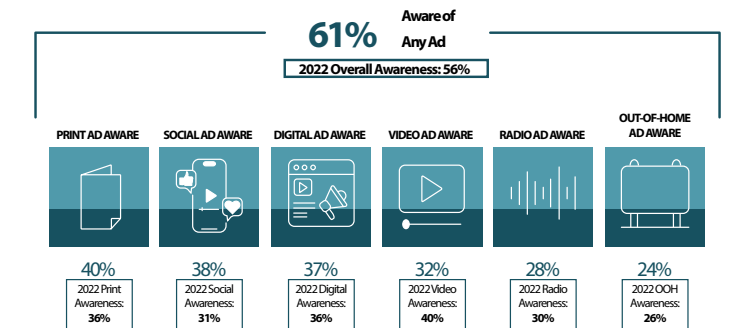 61% Aware of
Any Ad
2022 Overall Awareness: 56%
PRINT AD AWARE
SOCIAL AD AWARE
DIGITAL AD AWARE
VIDEO AD AWARE
RADIO AD AWARE
OUT-OF-HOME
AD AWARE
40%
38%
37%
32%
28%
24%
2022 Print
Awareness:
36%
2022 Social
Awareness:
31%
2022 Digital
Awareness:
36%
2022 Video
Awareness:
40%
2022 Radio
Awareness:
30%
2022 OOH
Awareness:
26%